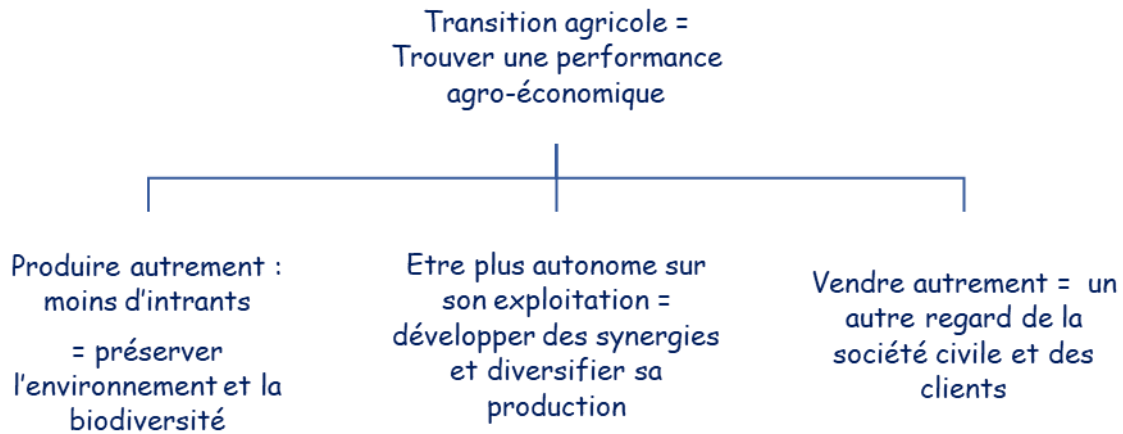 Transition agricole =
Trouver une performance
agro-économique
Produire autrement :
moins d'intrants
= préserver
l'environnement et la
biodiversité
Etre plus autonome sur
son exploitation =
développer des synergies
et diversifier sa
production
Vendre autrement = un
autre regard de la
société civile et des
clients